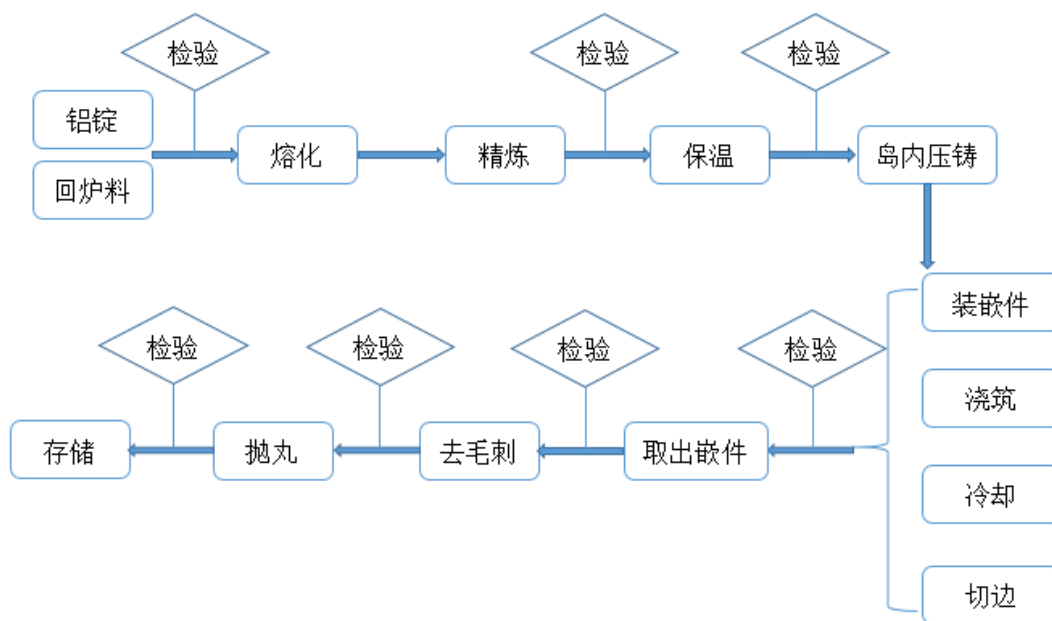 检验
检验
检验
铝锭
回炉料
熔化
精炼
保温
岛内压铸
装嵌件
浇筑
冷却
切边
检验
检验
检验
检验
取出嵌件
去毛刺
抛丸
存储